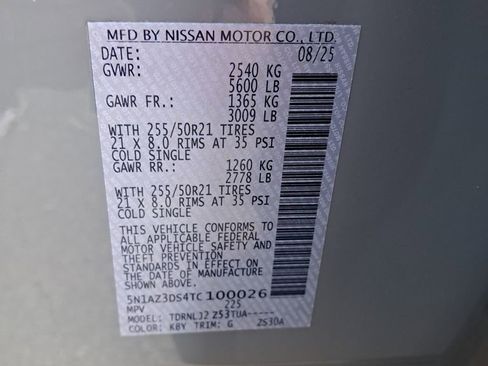 MFD BY NISSAN MOTOR CO., LTD.
DATE: 08/25
GVWR: 2540 KG
5600 LB
GAWR FR.: 1365 KG
3009 LB
WITH 255/50R21 TIRES
21 X 8.0 RIMS AT 35 PSI
COLD SINGLE
GAWR RR.: 1260 KG
2778 LB
WITH 255/50R21 TIRES
21 X 8.0 RIMS AT 35 PSI
COLD SINGLE
THIS VEHICLE CONFORMS TO
ALL APPLICABLE FEDERAL
MOTOR VEHICLE SAFETY AND
THEFT PREVENTION
STANDARDS IN EFFECT ON
THE DATE OF MANUFACTURE
SHOWN ABOVE.
5N1AZ3DS4TC100026
MPV 225
MODEL: TDRNLJ2 Z53TUA-----
COLOR: KBY TRIM: G ZS30A